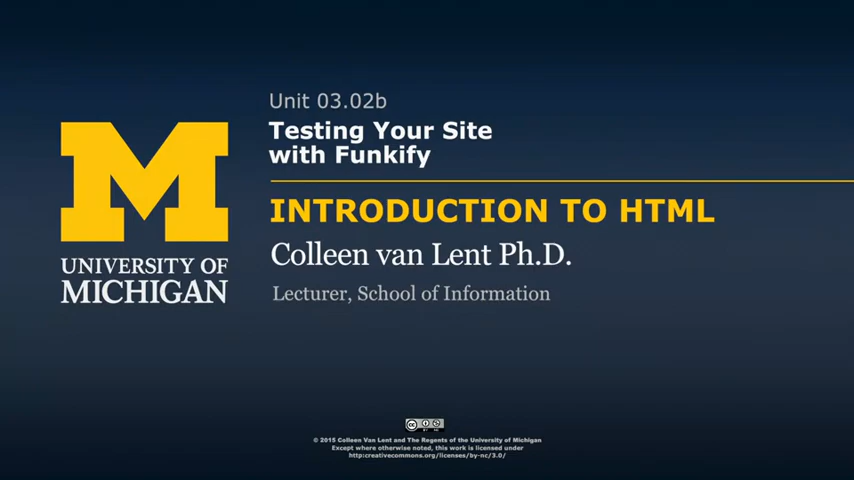 Unit 03.02b
Testing Your Site
with Funkify
INTRODUCTION TO HTML
Colleen van Lent Ph.D.
Lecturer, School of Information
M
UNIVERSITY OF
MICHIGAN
© 2015 Colleen Van Lent and The Regents of the University of Michigan
Except where otherwise noted, this work is licensed under
http:creativecommons.org/licenses/by-nc/3.0/